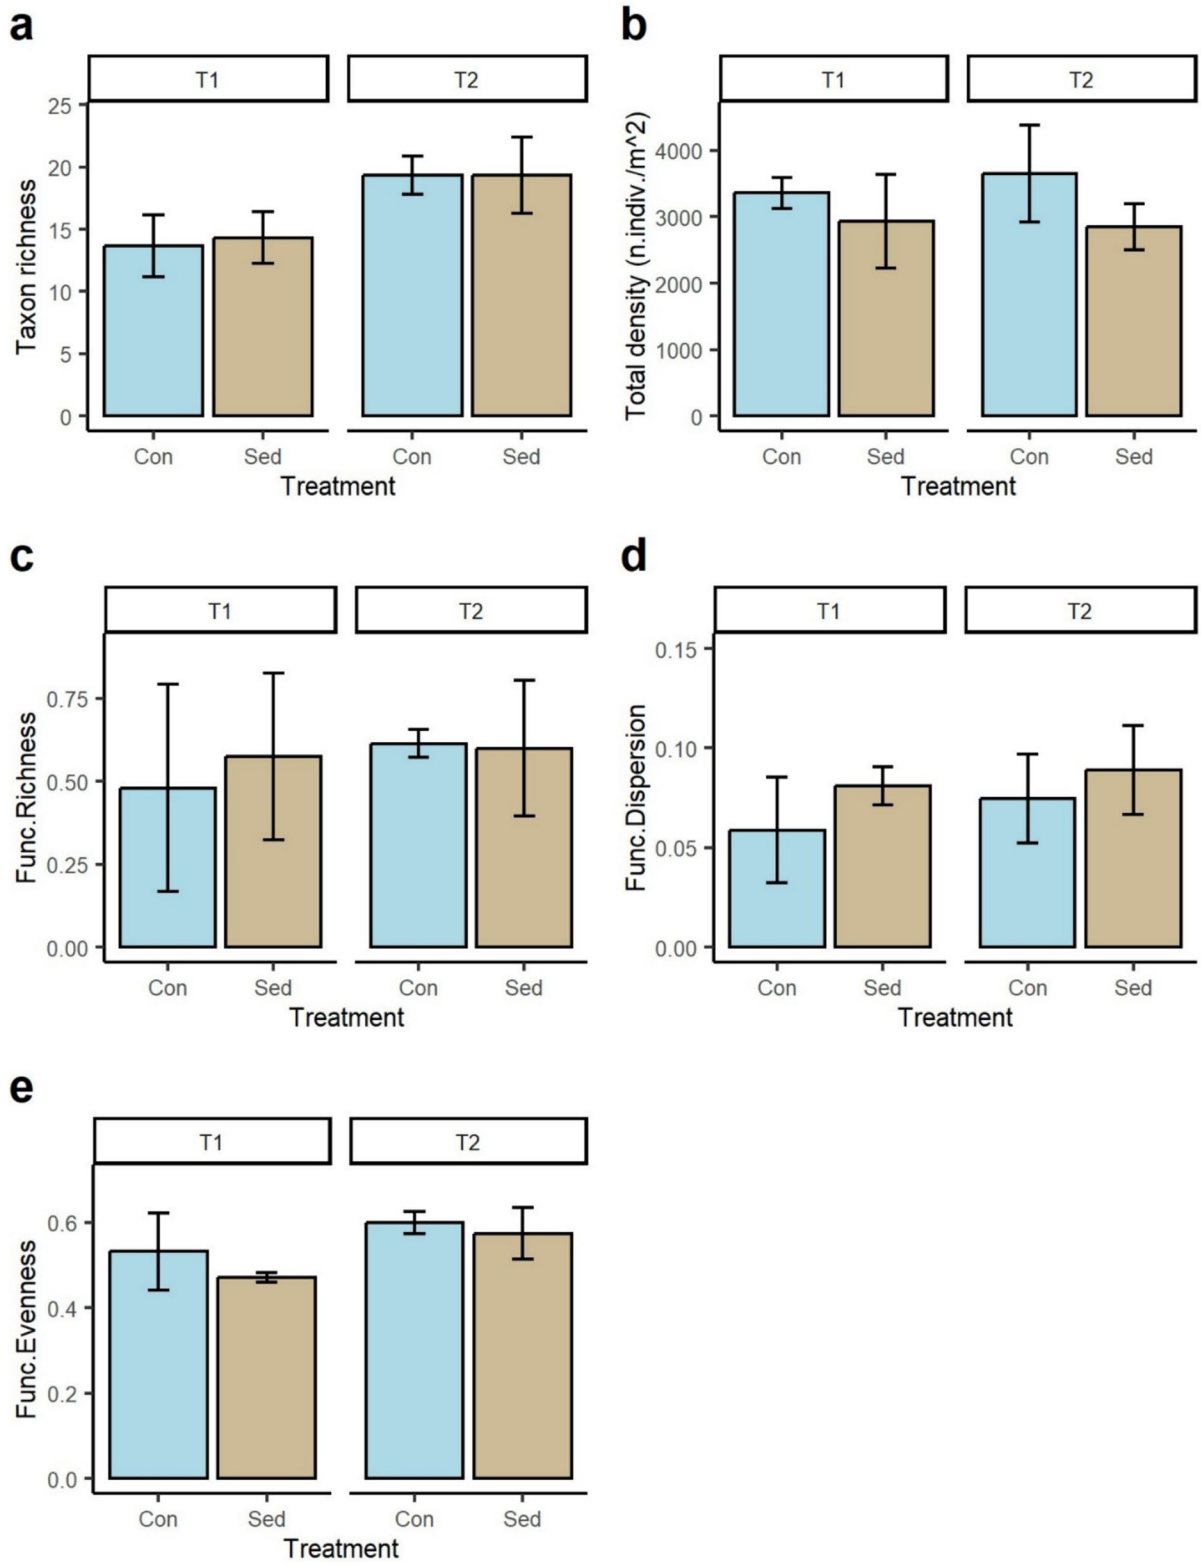 a
T1 T2
25
20
15
10
5
0
Taxon richness
Con Sed Con Sed
Treatment
b
T1 T2
4000
3000
2000
1000
0
Total density (n.indiv./m^2)
Con Sed Con Sed
Treatment
c
T1 T2
0.75
0.50
0.25
0.00
Func.Richness
Con Sed Con Sed
Treatment
d
T1 T2
0.15
0.10
0.05
0.00
Func.Dispersion
Con Sed Con Sed
Treatment
e
T1 T2
0.6
0.4
0.2
0.0
Func.Evenness
Con Sed Con Sed
Treatment